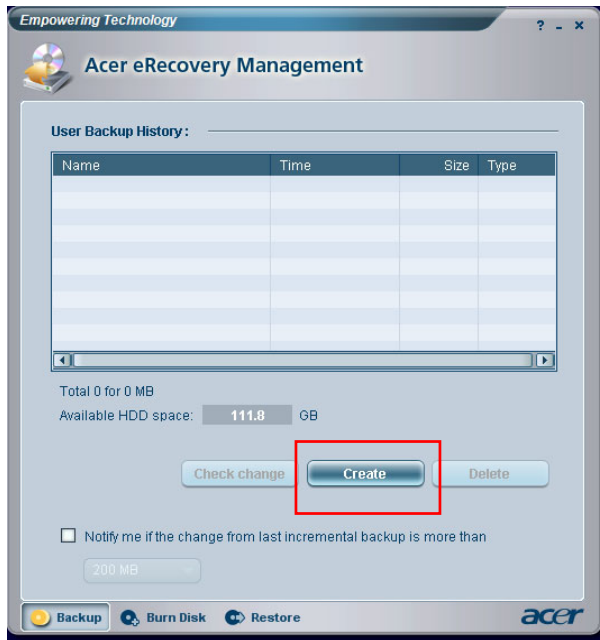 Empowering Technology
? - x
Acer eRecovery Management
User Backup History :
Name Time Size Type
Total 0 for 0 MB
Available HDD space: 111.8 GB
Check change Create Delete
Notify me if the change from last incremental backup is more than
200 MB
Backup Burn Disk Restore acer